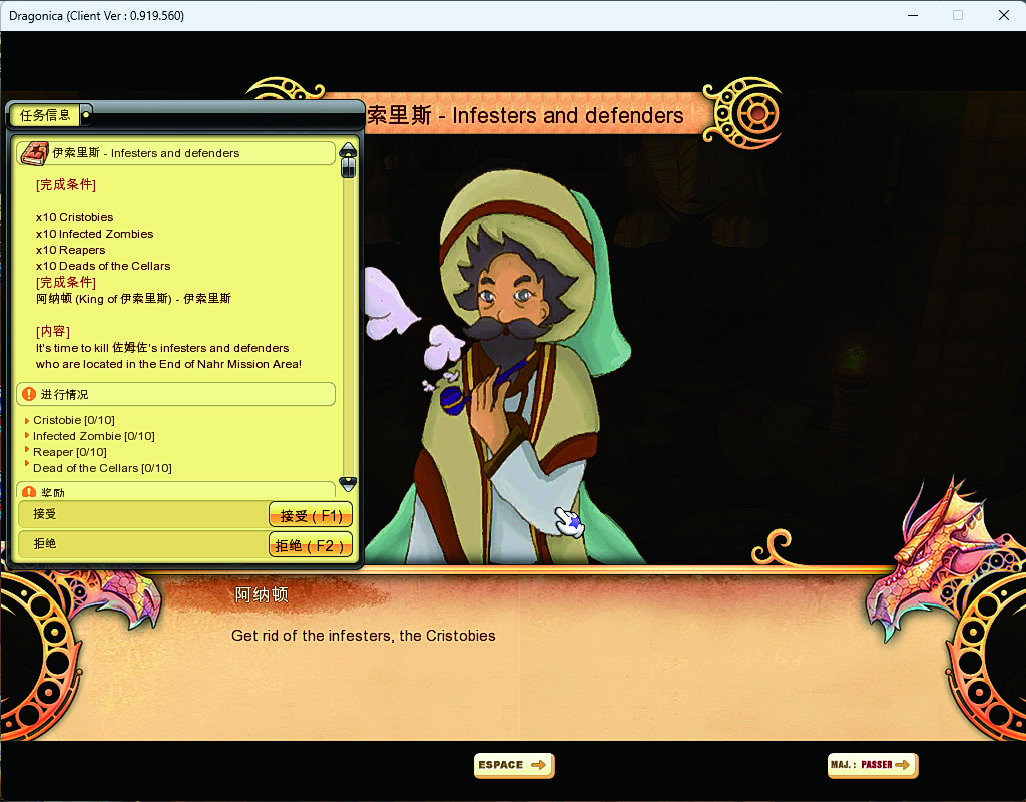 Dragonica (Client Ver : 0.919.560)
任务信息
索里斯 - Infesters and defenders
伊索里斯 - Infesters and defenders
[完成条件]
x10 Cristobies
x10 Infected Zombies
x10 Reapers
x10 Deads of the Cellars
[完成条件]
阿纳顿 (King of 伊索里斯) - 伊索里斯
[内容]
It's time to kill 佐姆佐's infesters and defenders
who are located in the End of Nahr Mission Area!
进行情况
Cristobie [0/10]
Infected Zombie [0/10]
Reaper [0/10]
Dead of the Cellars [0/10]
奖励
接受
接受 ( F1)
拒绝
拒绝 ( F2 )
阿纳顿
Get rid of the infesters, the Cristobies
ESPACE
MAJ. : PASSER